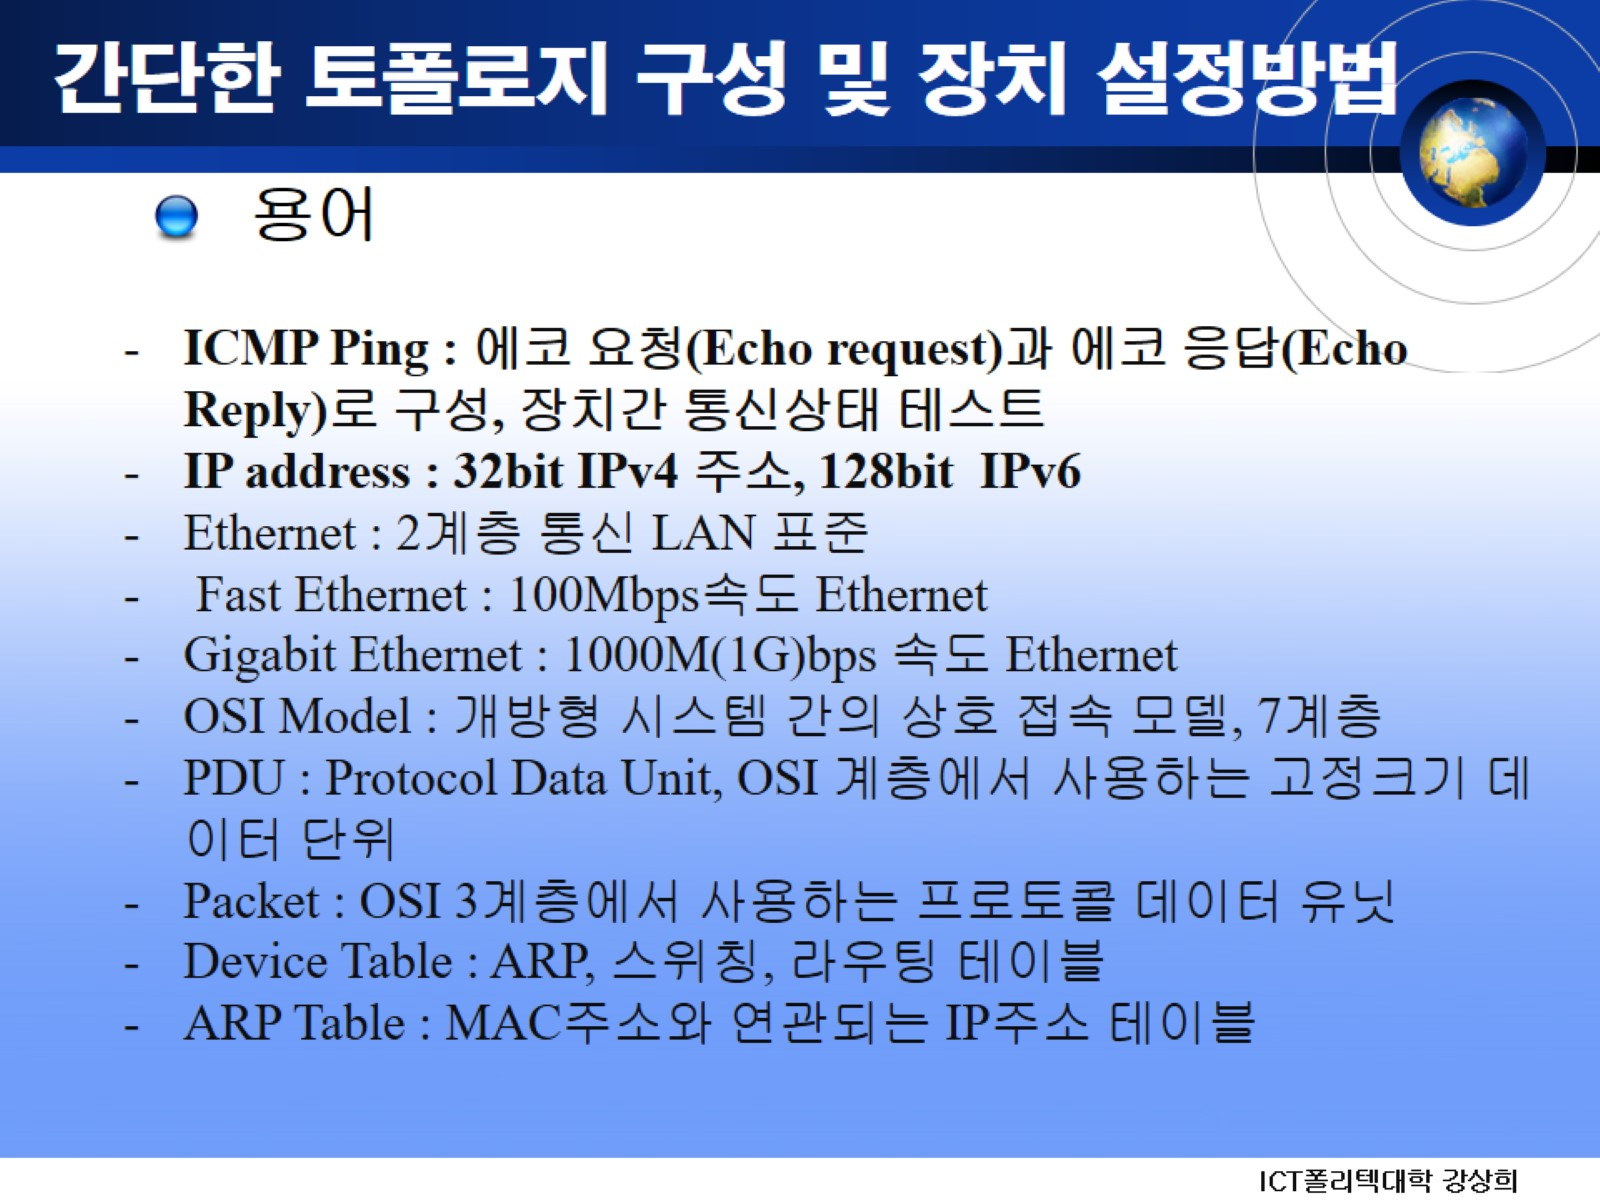 간단한 토폴로지 구성 및 장치 설정방법
용어
- ICMP Ping : 에코 요청(Echo request)과 에코 응답(Echo
Reply)로 구성, 장치간 통신상태 테스트
- IP address : 32bit IPv4 주소, 128bit IPv6
- Ethernet : 2계층 통신 LAN 표준
- Fast Ethernet : 100Mbps속도 Ethernet
- Gigabit Ethernet : 1000M(1G)bps 속도 Ethernet
- OSI Model : 개방형 시스템 간의 상호 접속 모델, 7계층
- PDU : Protocol Data Unit, OSI 계층에서 사용하는 고정크기 데
이터 단위
- Packet : OSI 3계층에서 사용하는 프로토콜 데이터 유닛
- Device Table : ARP, 스위칭, 라우팅 테이블
- ARP Table : MAC주소와 연관되는 IP주소 테이블
ICT폴리텍대학 강상희